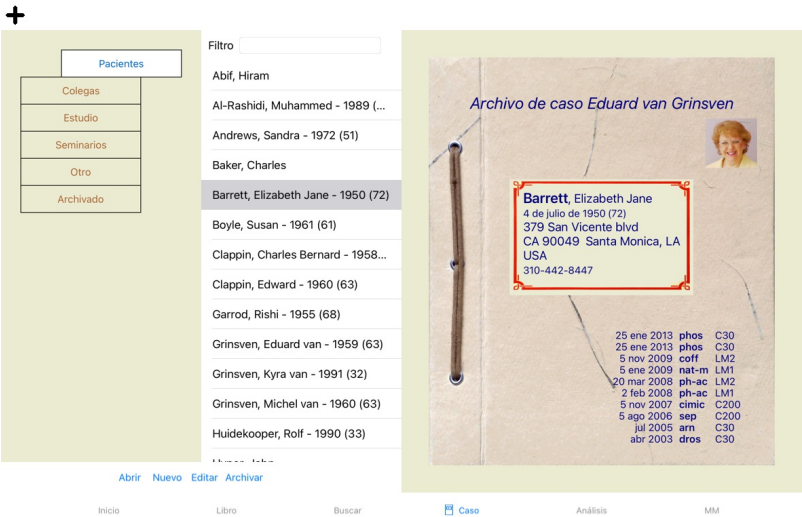 Pacientes
Colegas
Estudio
Seminarios
Otro
Archivado
Filtro
Abif, Hiram
Al-Rashidi, Muhammed - 1989 (...
Andrews, Sandra - 1972 (51)
Baker, Charles
Barrett, Elizabeth Jane - 1950 (72)
Boyle, Susan - 1961 (61)
Clappin, Charles Bernard - 1958...
Clappin, Edward - 1960 (63)
Garrod, Rishi - 1955 (68)
Grinsven, Eduard van - 1959 (63)
Grinsven, Kyra van - 1991 (32)
Grinsven, Michel van - 1960 (63)
Huidekooper, Rolf - 1990 (33)
Abrir Nuevo Editar Archivar
Archivo de caso Eduard van Grinsven
Barrett, Elizabeth Jane
4 de julio de 1950 (72)
379 San Vicente blvd
CA 90049 Santa Monica, LA
USA
310-442-8447
25 ene 2013 phos C30
25 ene 2013 phos C30
5 nov 2009 coff LM2
5 ene 2009 nat-m LM1
20 mar 2008 ph-ac LM2
2 feb 2008 ph-ac LM1
5 nov 2007 cimic C200
5 ago 2006 sep C200
jul 2005 arn C30
abr 2003 dros C30
Inicio Libro Buscar Caso Análisis MM